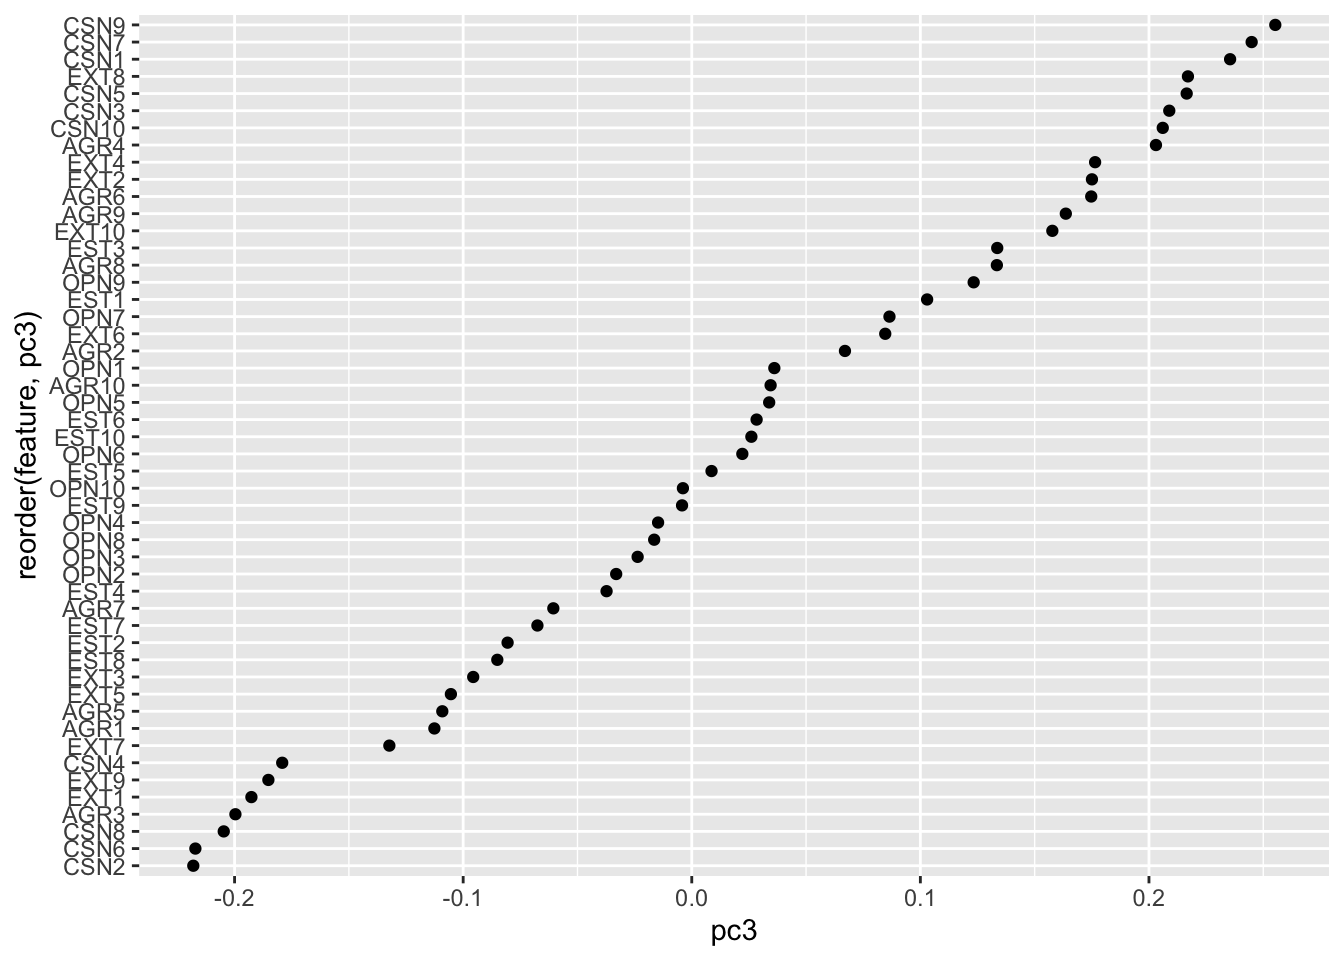 CSN9
CSN7
CSN1
EXT8
CSN5
CSN3
CSN10
AGR4
EXT4
EXT2
AGR6
AGR9
EXT10
EST3
AGR8
OPN9
EST1
OPN7
EXT6
AGR2
OPN1
AGR10
OPN5
EST6
EST10
OPN6
EST5
OPN10
EST9
OPN4
OPN8
OPN3
OPN2
EST4
AGR7
EST7
EST2
EST8
EXT3
EXT5
AGR5
AGR1
EXT7
CSN4
EXT9
EXT1
AGR3
CSN8
CSN6
CSN2
reorder(feature, pc3)
-0.2 -0.1 0.0 0.1 0.2
pc3